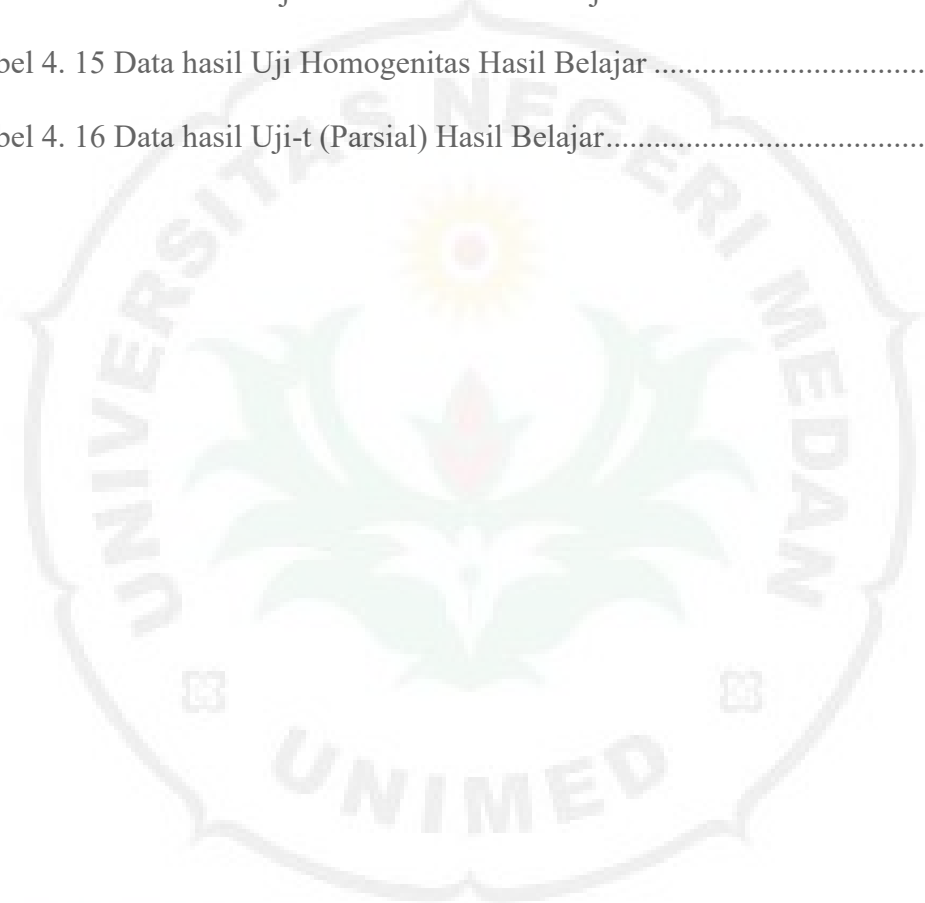 bel 4. 15 Data hasil Uji Homogenitas Hasil Belajar ..................................
bel 4. 16 Data hasil Uji-t (Parsial) Hasil Belajar........................................
UNIVERSITAS NEGERI MEDAN
UNIMED